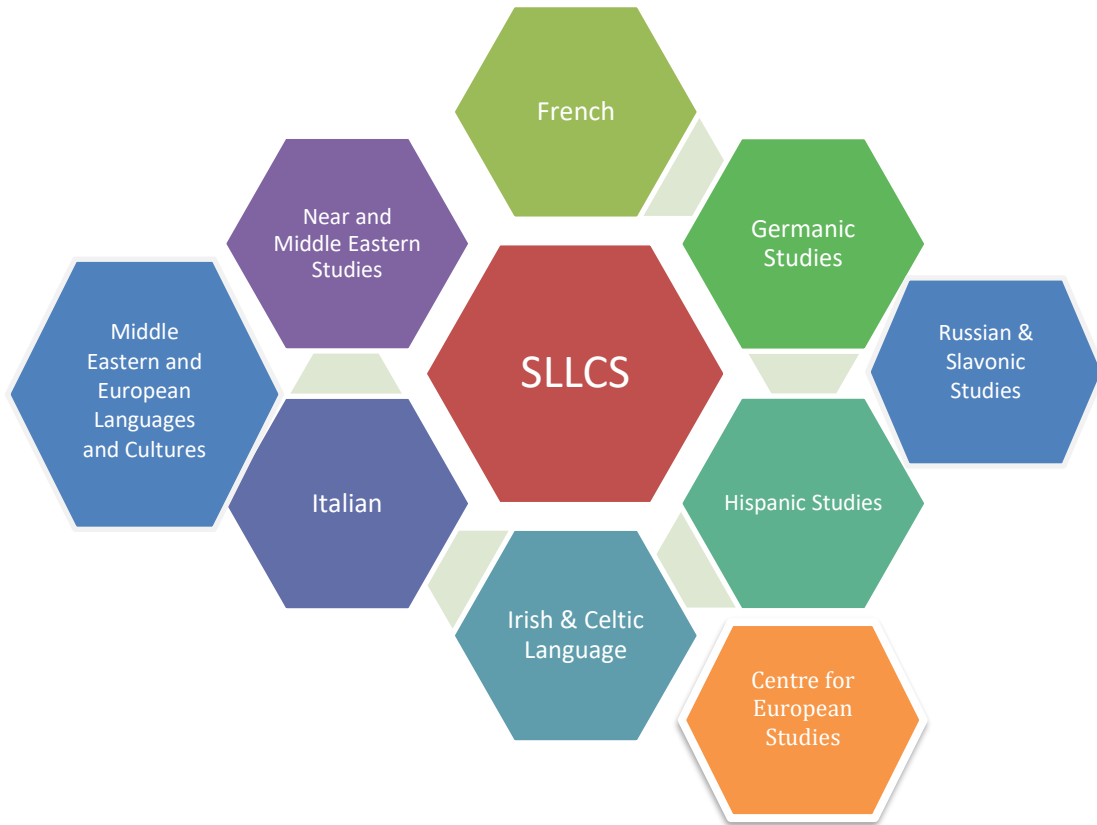 French
Near and
Middle Eastern
Studies
Germanic
Studies
Middle
Eastern and
European
Languages
and Cultures
SLLCS
Russian &
Slavonic
Studies
Italian
Hispanic Studies
Irish & Celtic
Language
Centre for
European
Studies